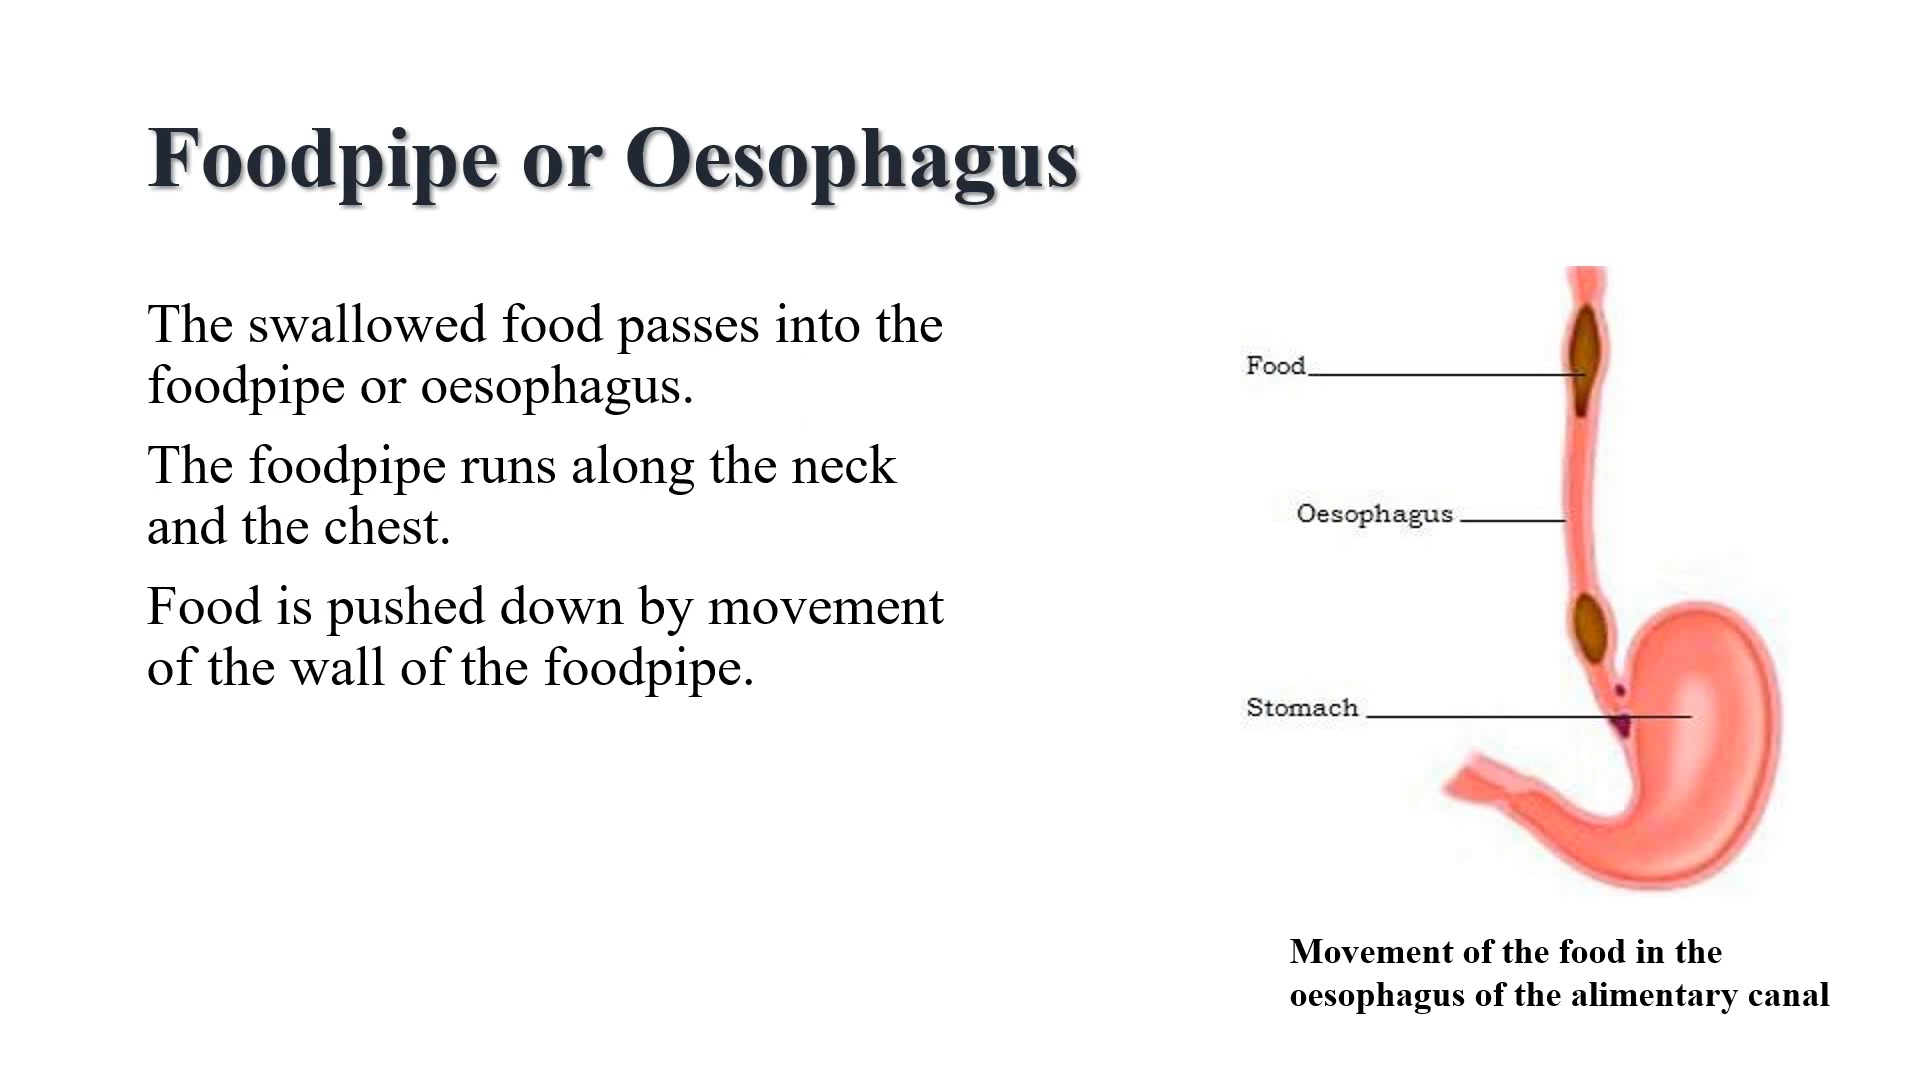 Foodpipe or Oesophagus
The swallowed food passes into the
foodpipe or oesophagus.
The foodpipe runs along the neck
and the chest.
Food is pushed down by movement
of the wall of the foodpipe.
Food
Oesophagus
Stomach
Movement of the food in the
oesophagus of the alimentary canal